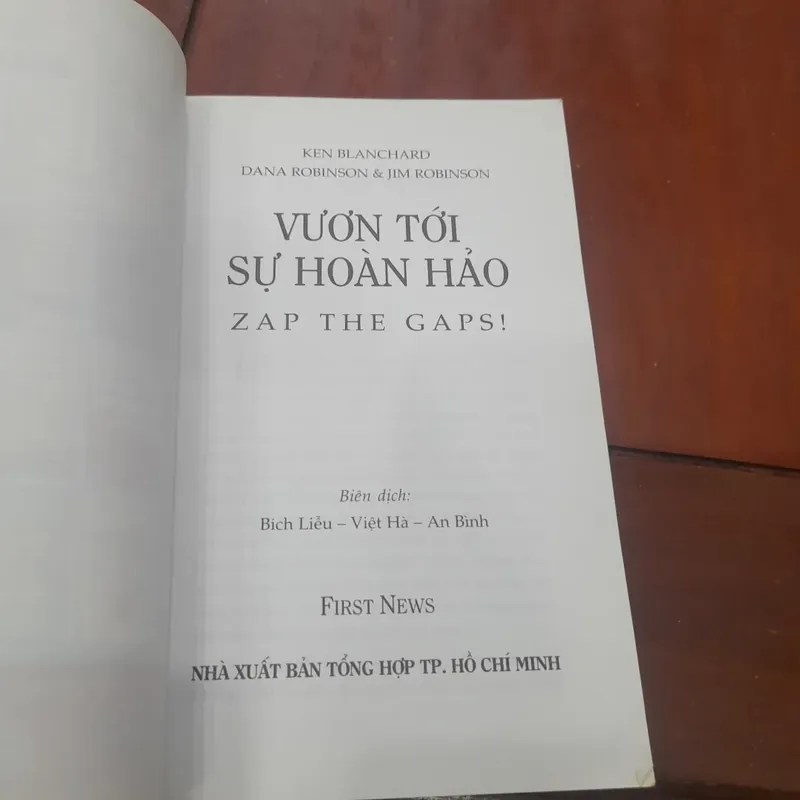 KEN BLANCHARD
DANA ROBINSON & JIM ROBINSON
VƯƠN TỚI
SỰ HOÀN HẢO
ZAP THE GAPS!
Biên dịch:
Bích Liễu – Việt Hà – An Bình
FIRST NEWS
NHÀ XUẤT BẢN TỔNG HỢP TP. HỒ CHÍ MINH